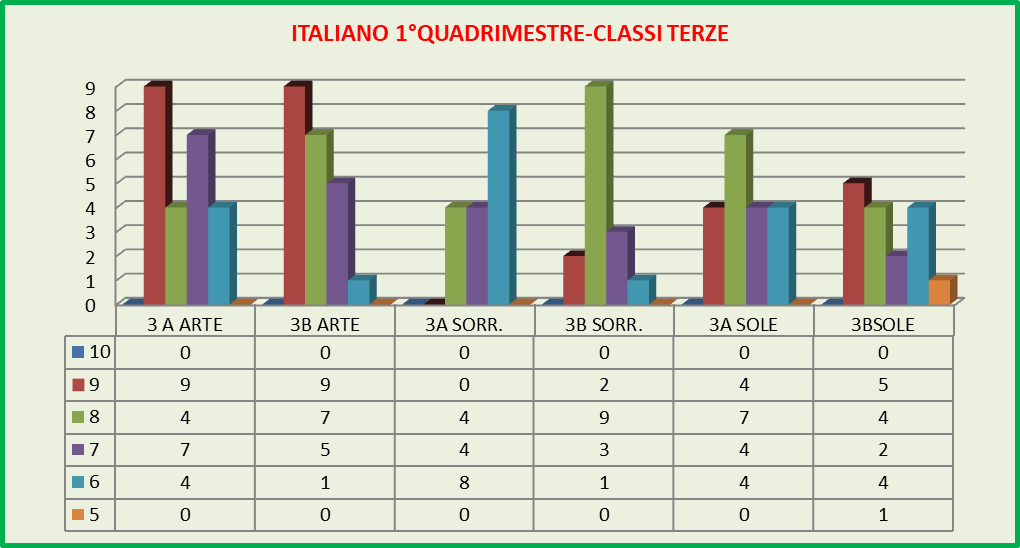 ITALIANO 1°QUADRIMESTRE-CLASSI TERZE
9
8
7
6
5
4
3
2
1
0
3 A ARTE 3B ARTE 3A SORR. 3B SORR. 3A SOLE 3BSOLE
10 0 0 0 0 0 0
9 9 9 0 2 4 5
8 4 7 4 9 7 4
7 7 5 4 3 4 2
6 4 1 8 1 4 4
5 0 0 0 0 0 1